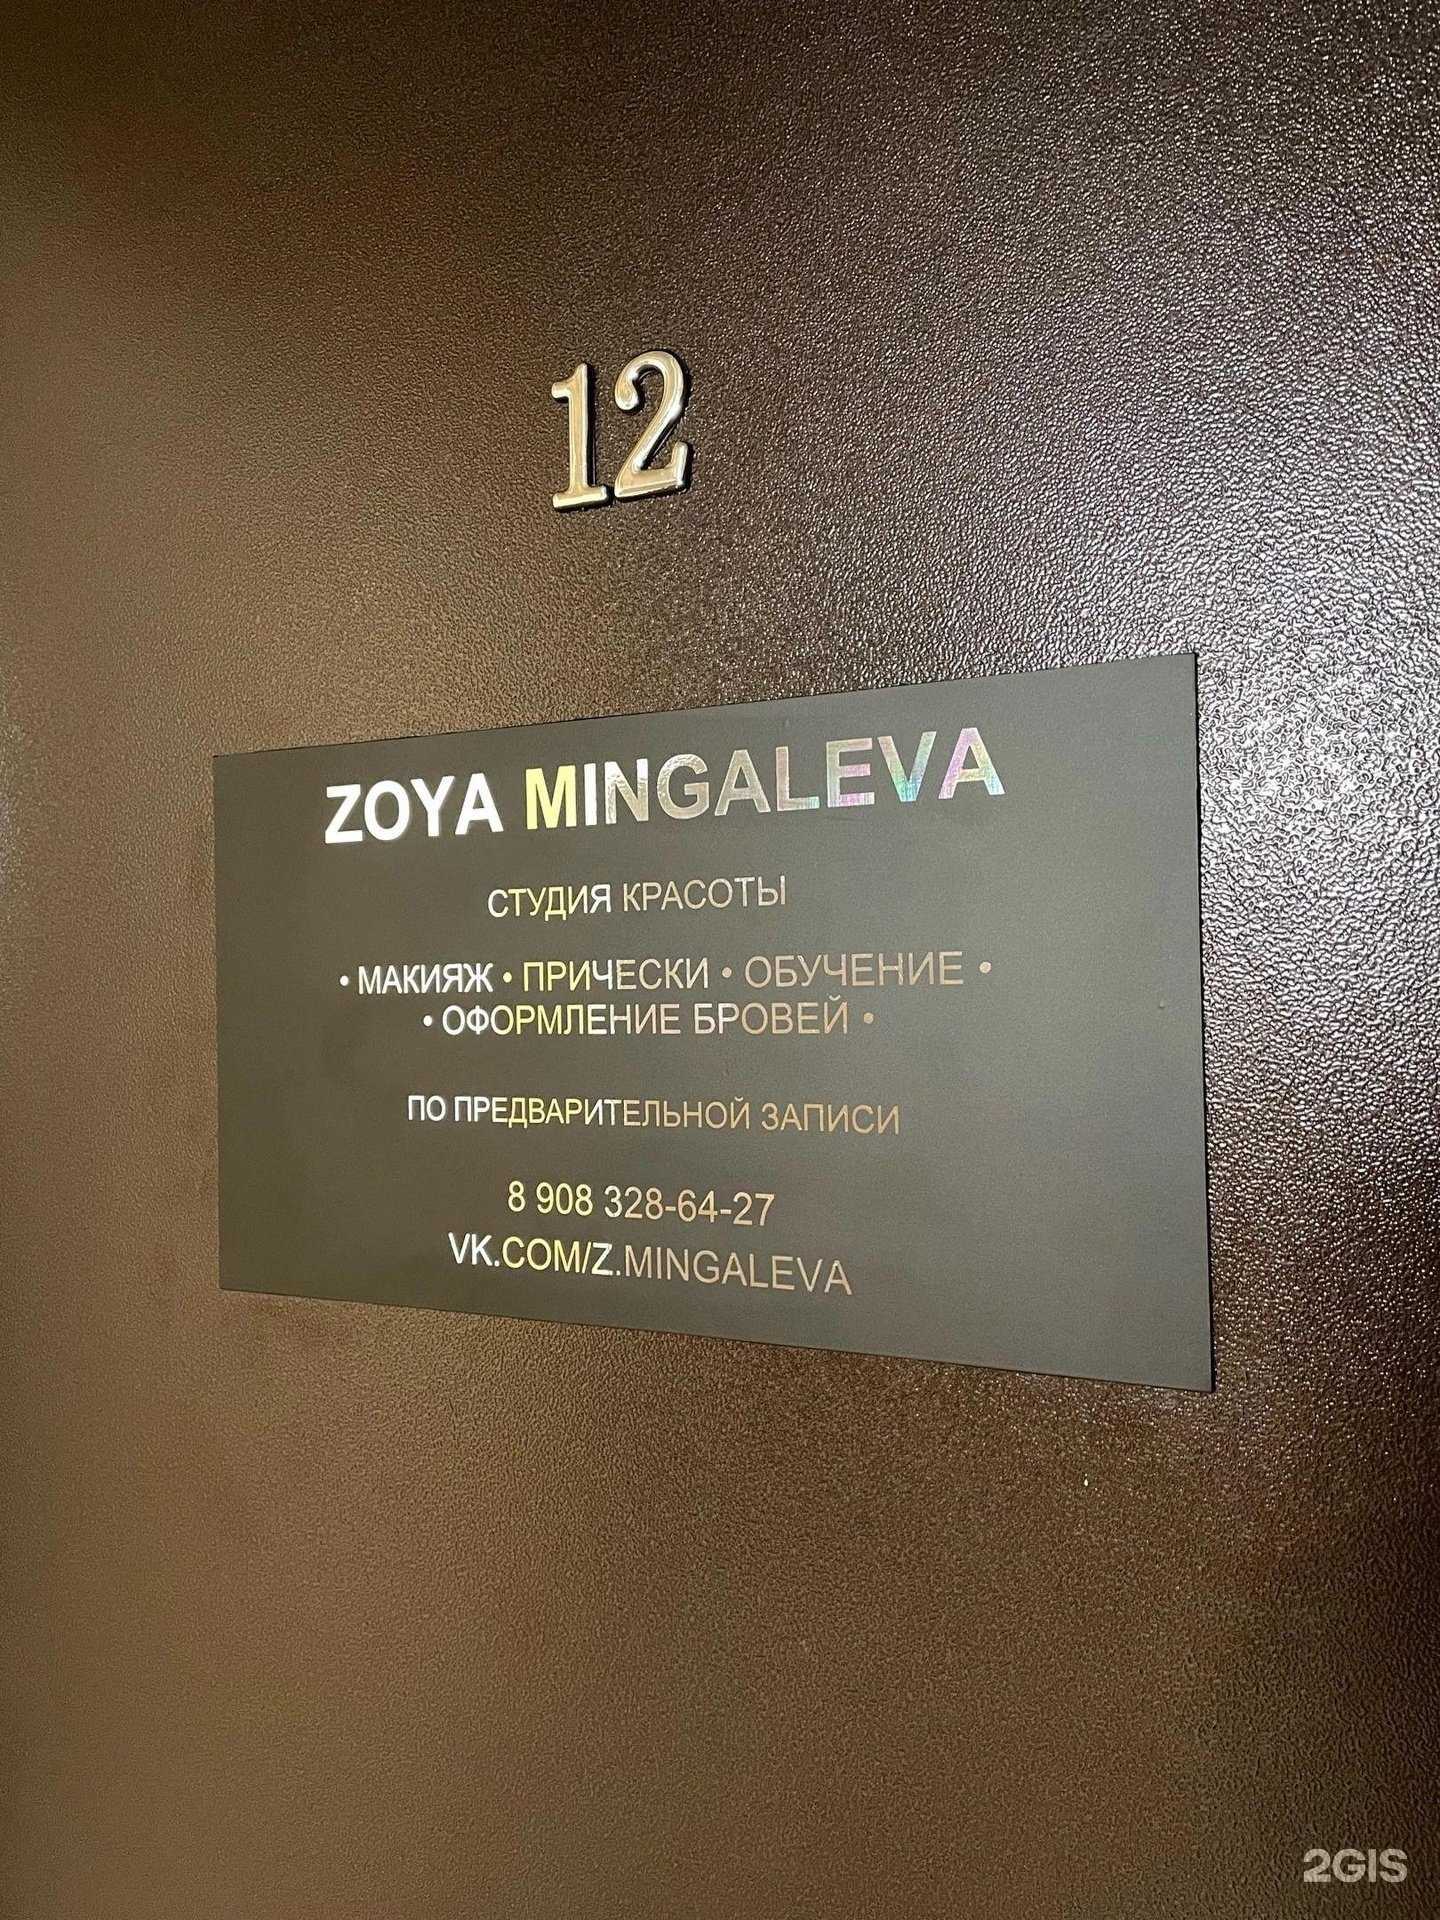 12
ZOYA MINGALEVA
СТУДИЯ КРАСОТЫ
• МАКИЯЖ • ПРИЧЕСКИ • ОБУЧЕНИЕ •
• ОФОРМЛЕНИЕ БРОВЕЙ •
ПО ПРЕДВАРИТЕЛЬНОЙ ЗАПИСИ
8 908 328-64-27
VK.COM/Z.MINGALEVA
2GIS